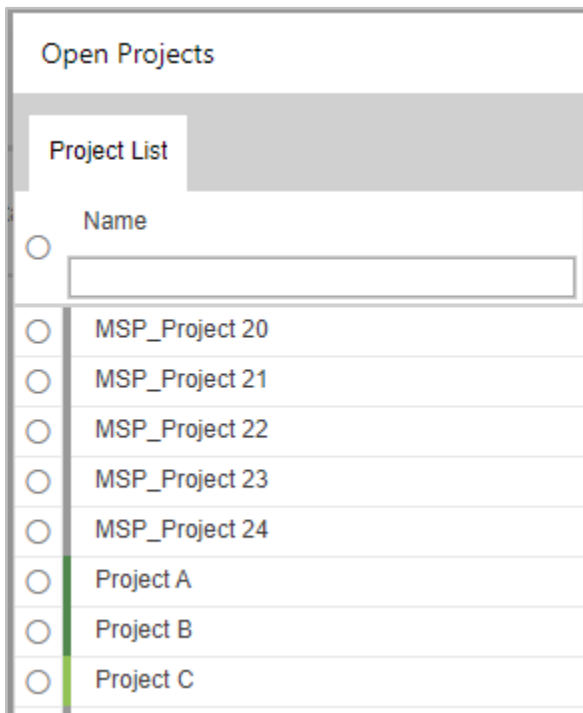 Open Projects
Project List
Name
MSP_Project 20
MSP_Project 21
MSP_Project 22
MSP_Project 23
MSP_Project 24
Project A
Project B
Project C